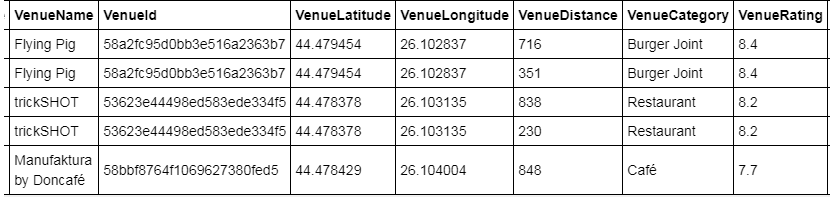 VenueName VenueId VenueLatitude VenueLongitude VenueDistance VenueCategory VenueRating
Flying Pig 58a2fc95d0bb3e516a2363b7 44.479454 26.102837 716 Burger Joint 8.4
Flying Pig 58a2fc95d0bb3e516a2363b7 44.479454 26.102837 351 Burger Joint 8.4
trickSHOT 53623e44498ed583ede334f5 44.478378 26.103135 838 Restaurant 8.2
trickSHOT 53623e44498ed583ede334f5 44.478378 26.103135 230 Restaurant 8.2
Manufaktura
by Doncafé 58bbf8764f1069627380fed5 44.478429 26.104004 848 Café 7.7